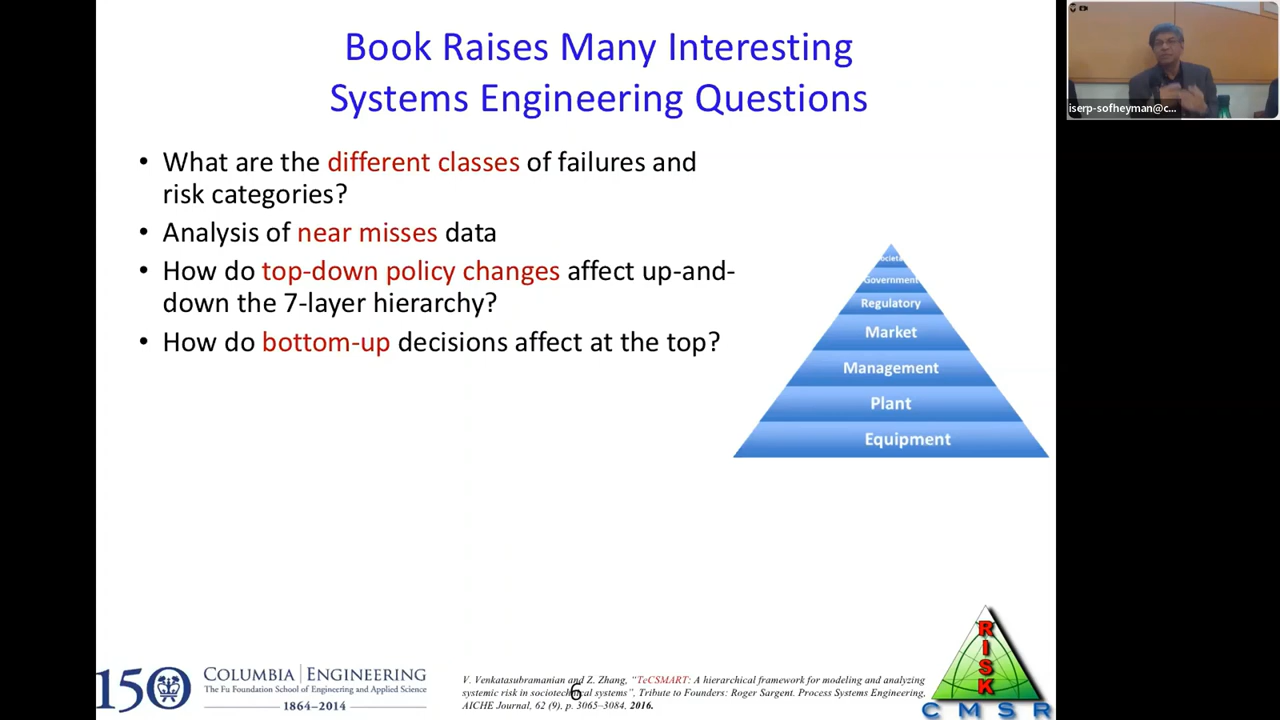 Book Raises Many Interesting
Systems Engineering Questions
• What are the different classes of failures and
risk categories?
• Analysis of near misses data
• How do top-down policy changes affect up-and-
down the 7-layer hierarchy?
• How do bottom-up decisions affect at the top?
Government
Regulatory
Market
Management
Plant
Equipment
iserp-sofheyman@c...
150
COLUMBIA | ENGINEERING
The Fu Foundation School of Engineering and Applied Science
1864–2014
V. Venkatasubramanian and Z. Zhang, “TeCSMART: A hierarchical framework for modeling and analyzing
systemic risk in sociotechnical systems”, Tribute to Founders: Roger Sargent. Process Systems Engineering,
AICHE Journal, 62 (9), p. 3065–3084, 2016.
6
RISK
CMSR